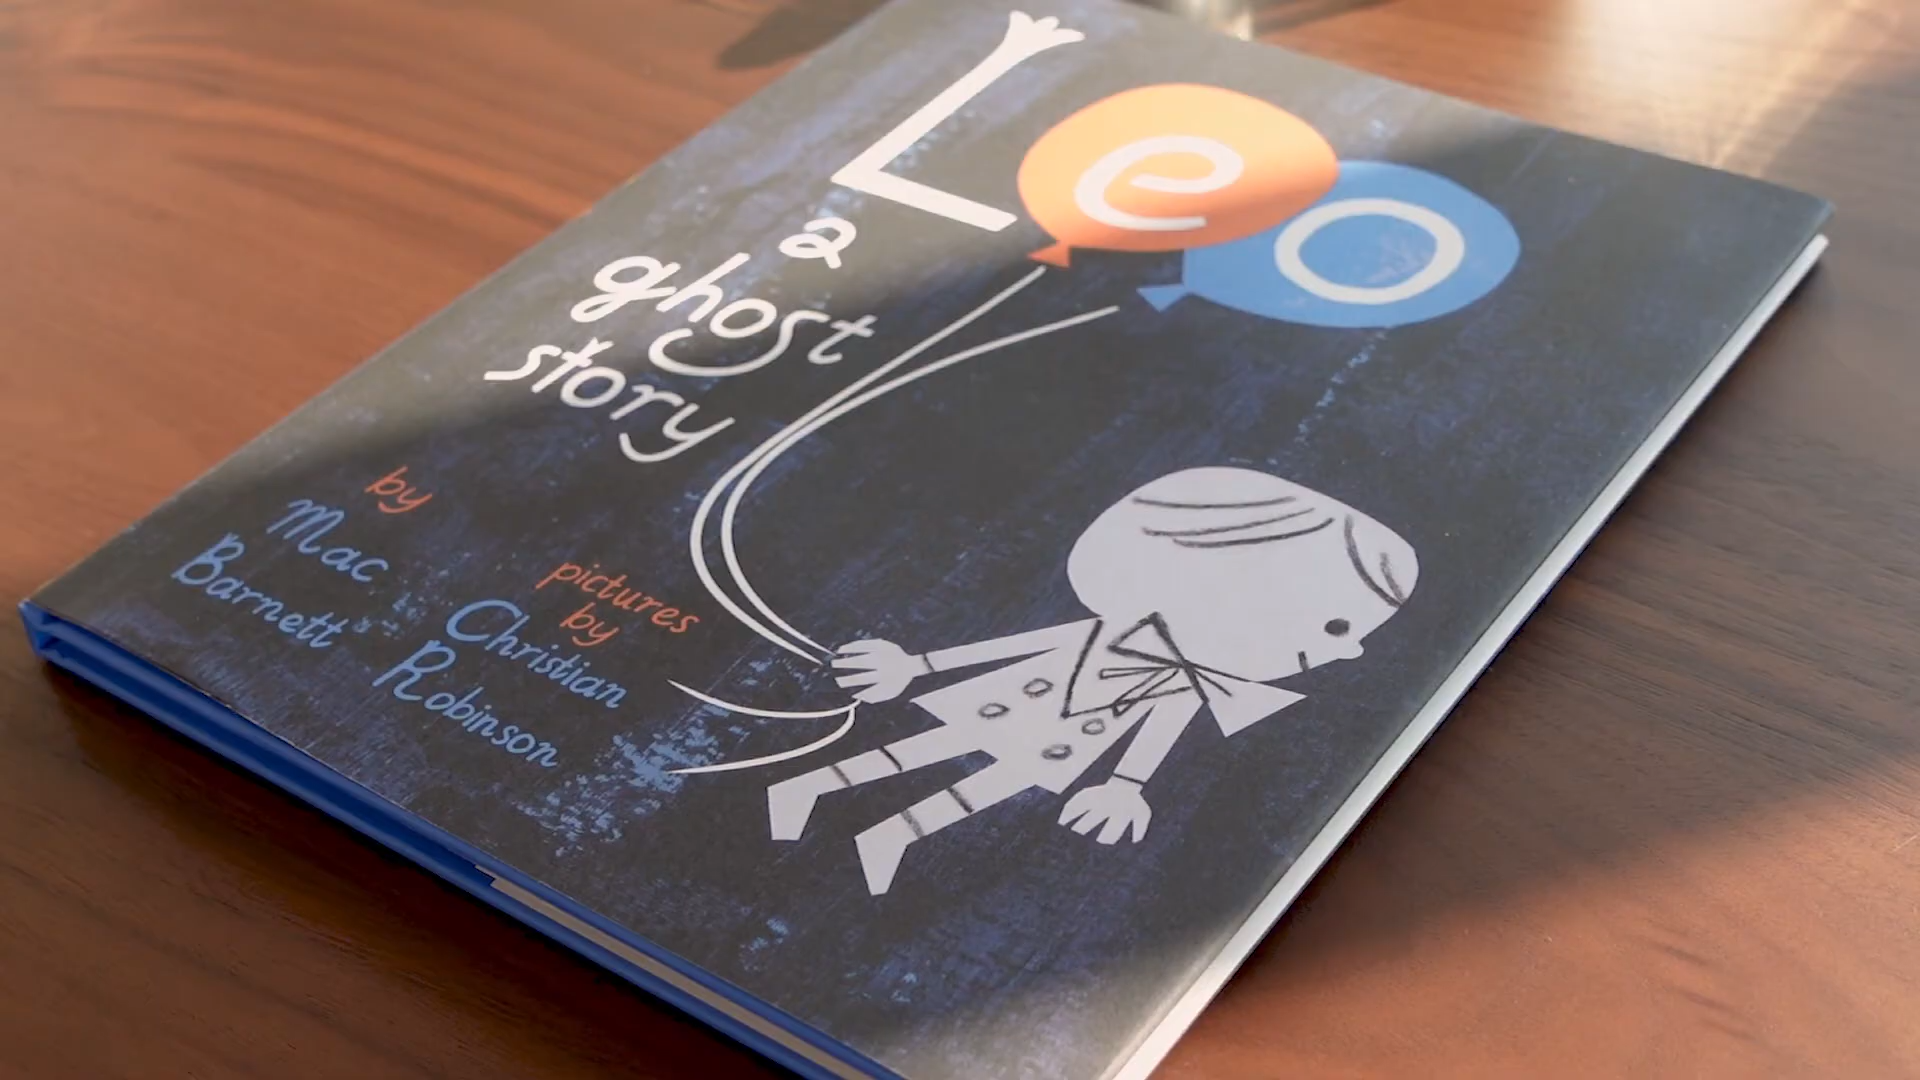 Leo
a
ghost
story
by
Mac
Barnett
pictures
by
Christian
Robinson